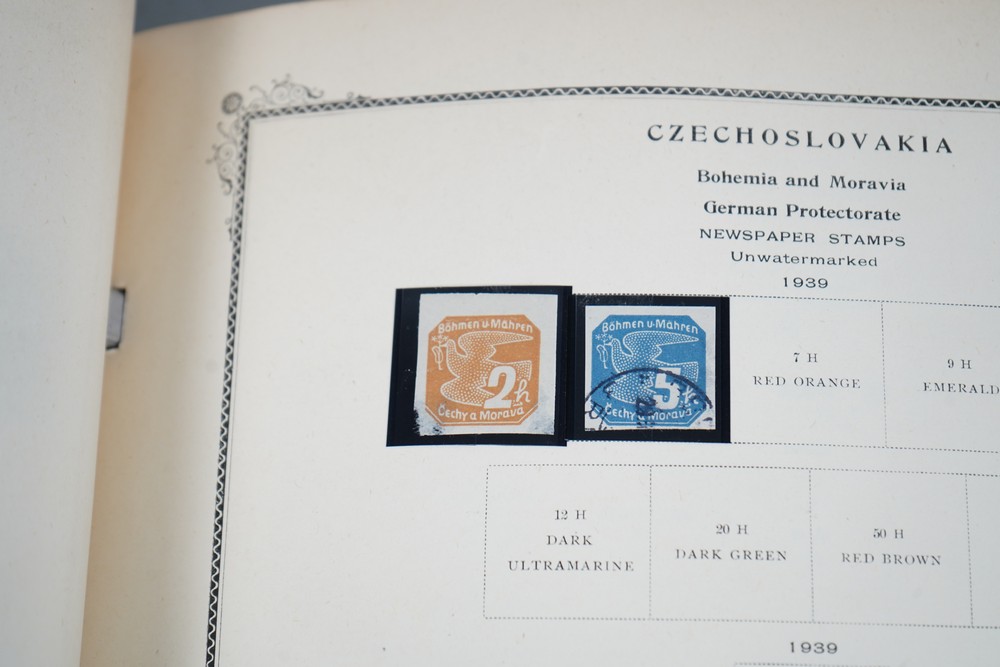 CZECHOSLOVAKIA
Bohemia and Moravia
German Protectorate
NEWSPAPER STAMPS
Unwatermarked
1939
Böhmen u·Mähren
2h
Čechy a Morava
Böhmen u·Mähren
5
Čechy a Morava
7 H
RED ORANGE
9 H
EMERALD
12 H
DARK
ULTRAMARINE
20 H
DARK GREEN
50 H
RED BROWN
1939